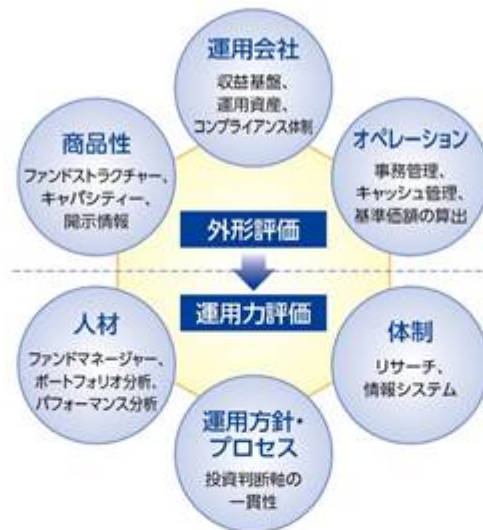 運用会社
収益基盤、
運用資産、
コンプライアンス体制
商品性
ファンドストラクチャー、
キャパシティー、
開示情報
オペレーション
事務管理、
キャッシュ管理、
基準価額の算出
外形評価
運用力評価
人材
ファンドマネージャー、
ポートフォリオ分析、
パフォーマンス分析
体制
リサーチ、
情報システム
運用方針・
プロセス
投資判断軸の
一貫性